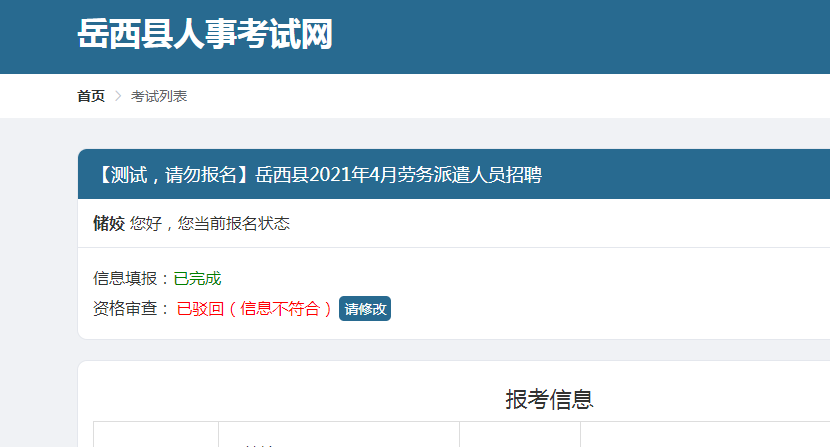 岳西县人事考试网
首页 > 考试列表
【测试，请勿报名】岳西县2021年4月劳务派遣人员招聘
储姣 您好，您当前报名状态
信息填报：已完成
资格审查：已驳回（信息不符合） 请修改
报考信息